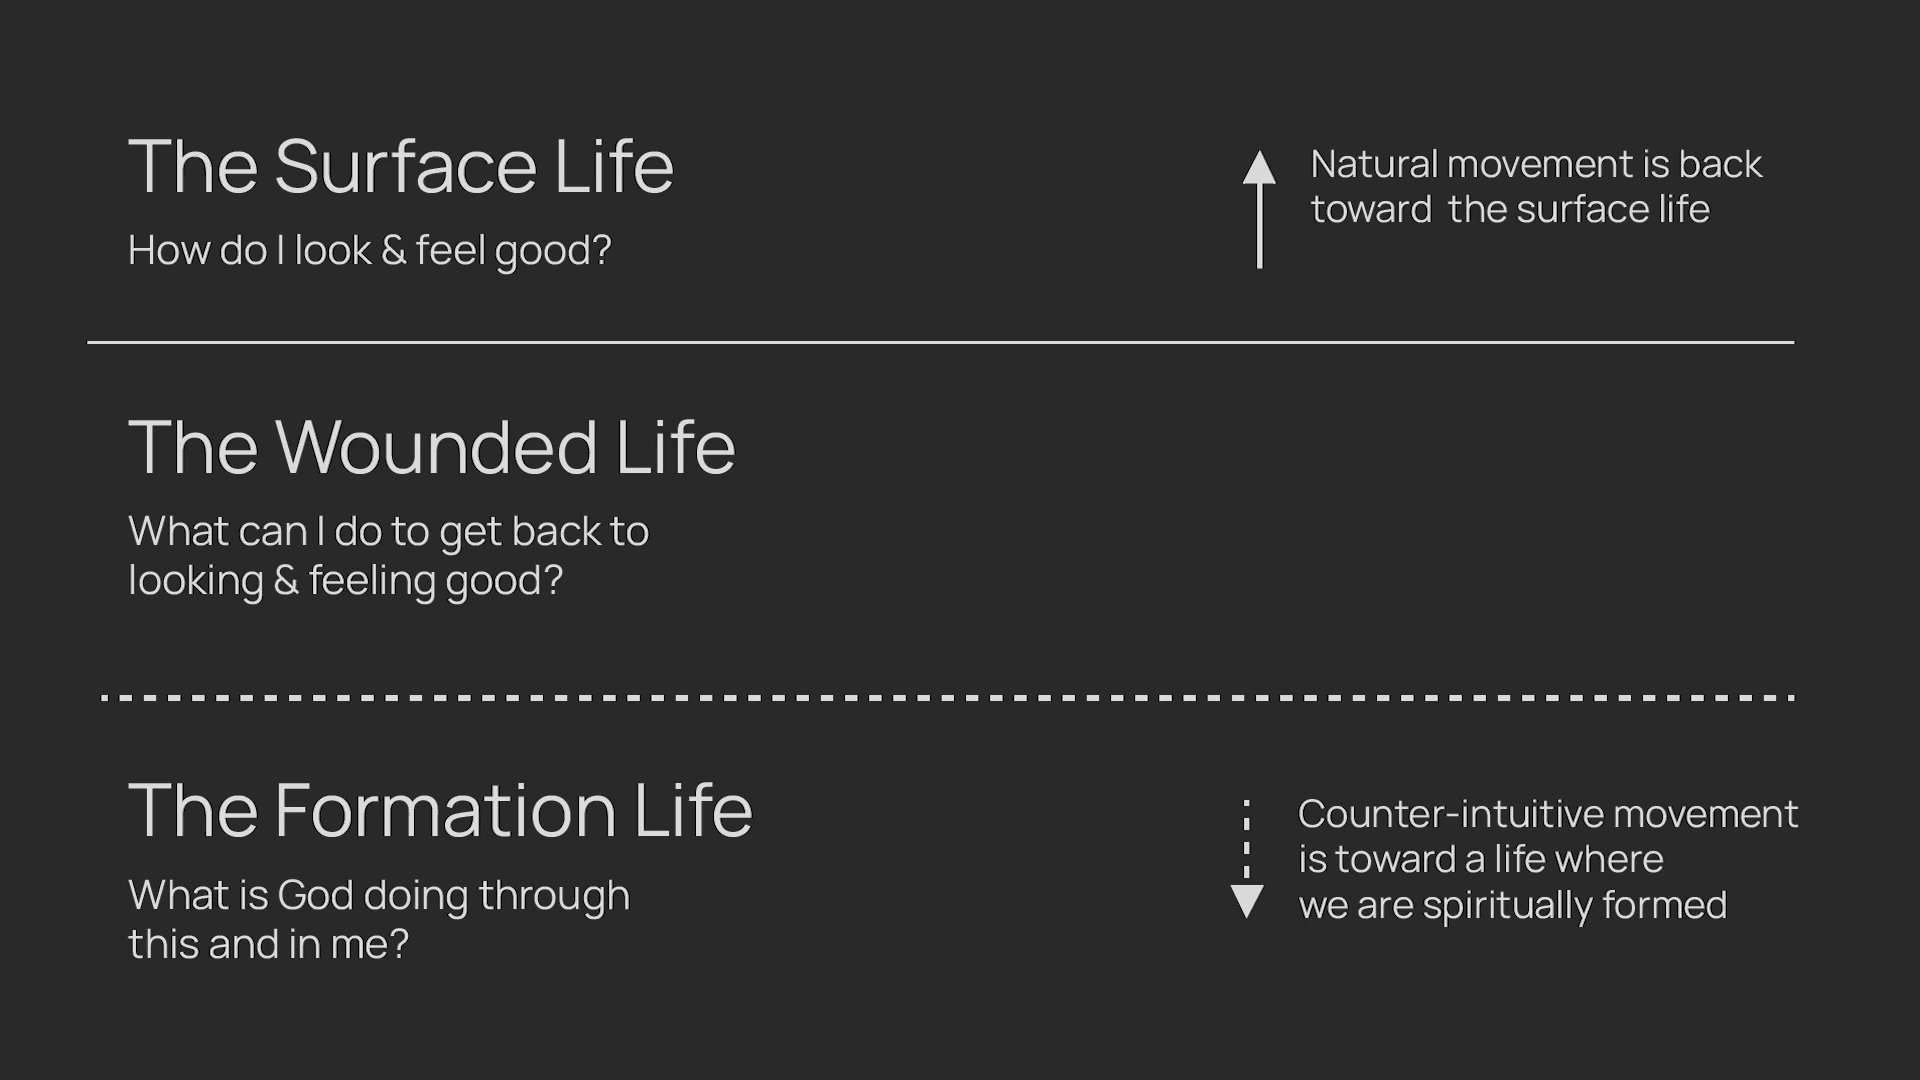 The Surface Life
How do I look & feel good?
Natural movement is back
toward  the surface life
The Wounded Life
What can I do to get back to
looking & feeling good?
The Formation Life
What is God doing through
this and in me?
Counter-intuitive movement
is toward a life where
we are spiritually formed